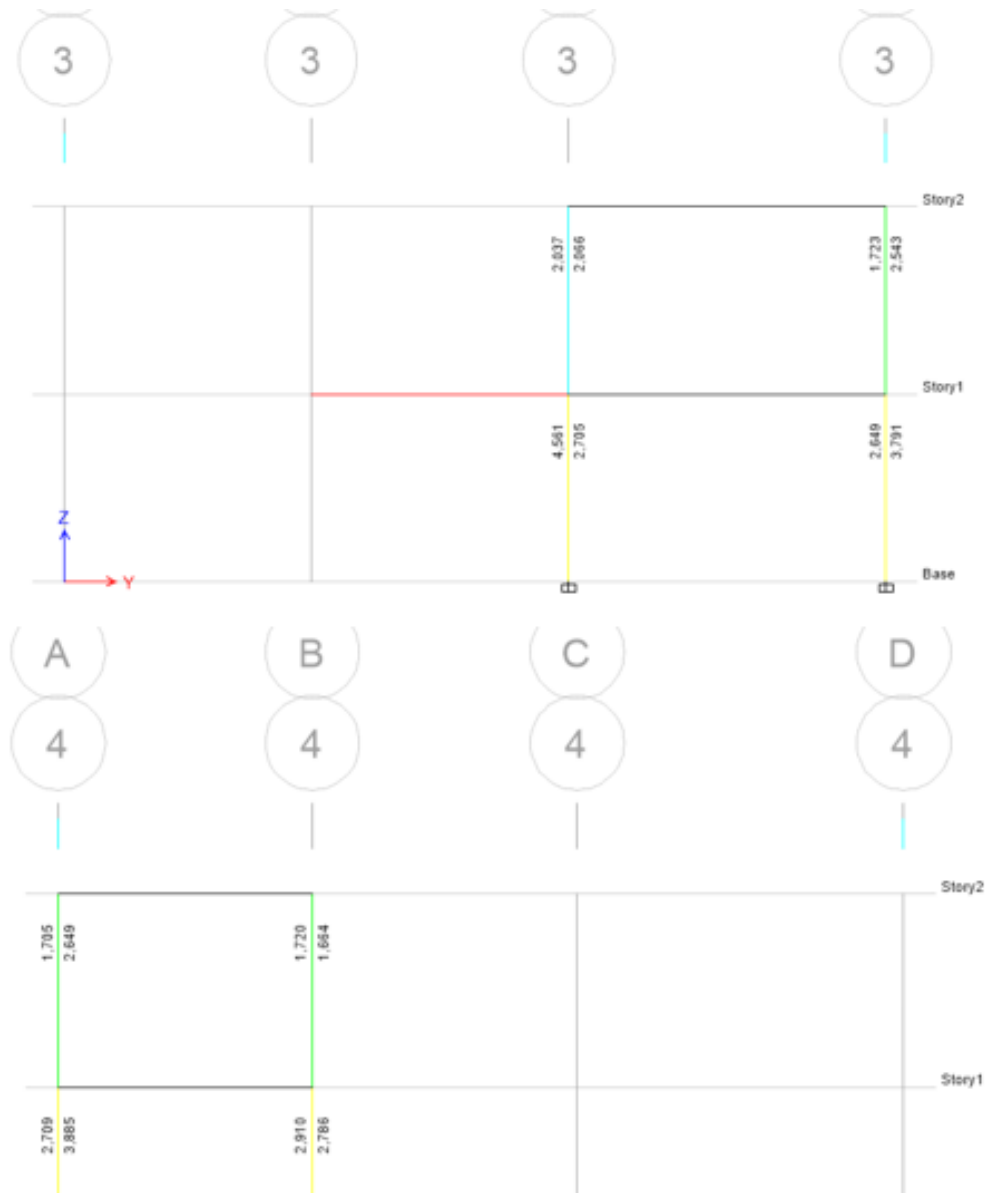 3 3 3 3
Story2
2,037 2,066 1,723 2,543
Story1
4,561 2,705 2,649 3,791
Z
Y
Base
A B C D
4 4 4 4
Story2
1,705 2,649 1,720 1,664
Story1
2,709 3,885 2,910 2,786